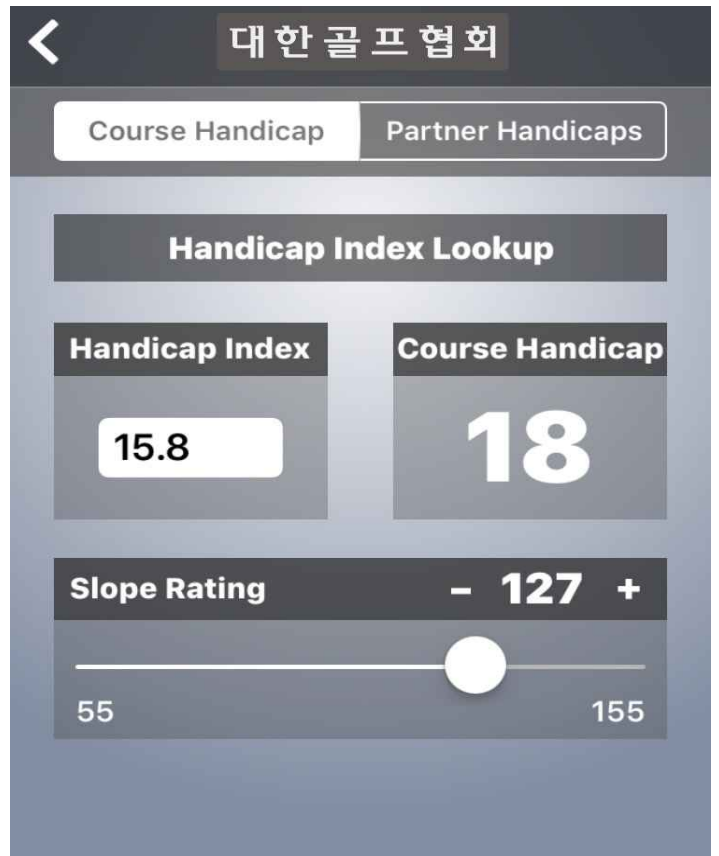 대한골프협회
Course Handicap Partner Handicaps
Handicap Index Lookup
Handicap Index Course Handicap
15.8 18
Slope Rating – 127 +
55 155